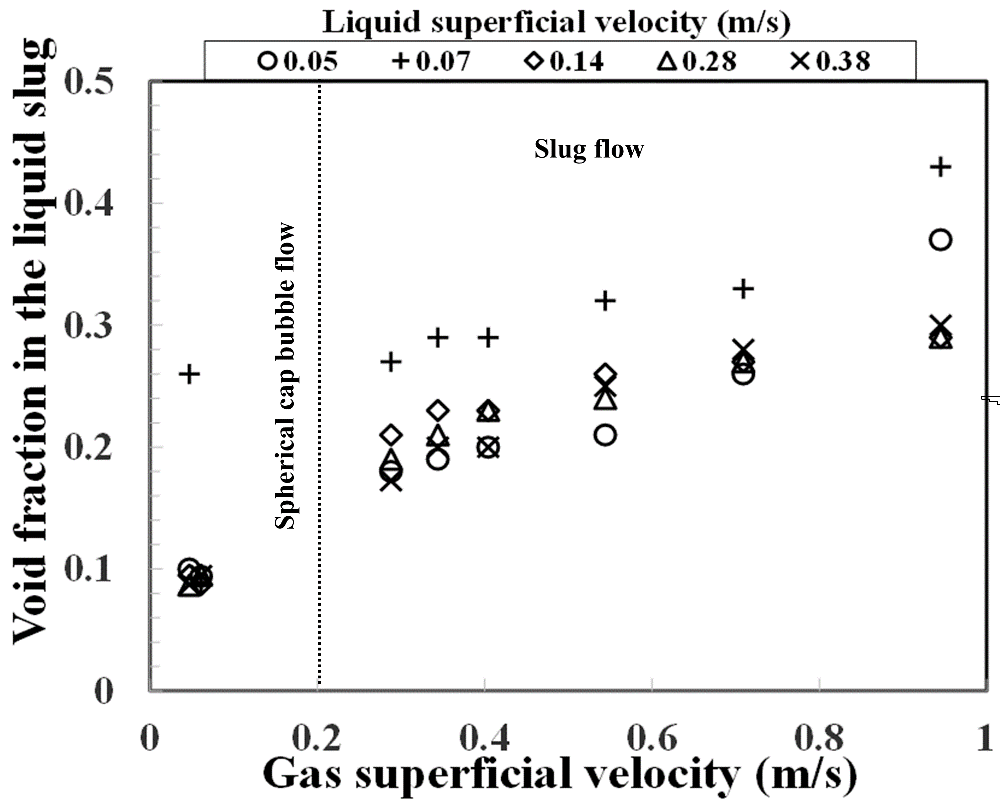 Liquid superficial velocity (m/s)
0.05 0.07 0.14 0.28 0.38
Void fraction in the liquid slug
0.5
0.4
0.3
0.2
0.1
0
Slug flow
Spherical cap bubble flow
0 0.2 0.4 0.6 0.8 1
Gas superficial velocity (m/s)